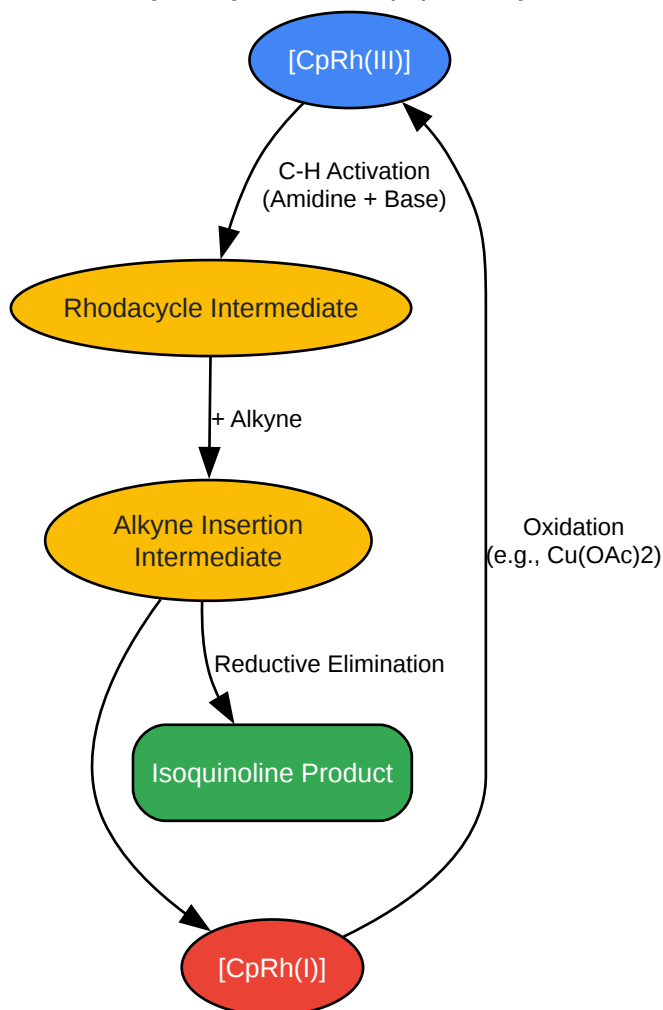 [CpRh(III)]
C-H Activation
(Amidine + Base)
Rhodacycle Intermediate
+ Alkyne
Alkyne Insertion
Intermediate
Oxidation
(e.g., Cu(OAc)2)
Reductive Elimination
Isoquinoline Product
[CpRh(I)]